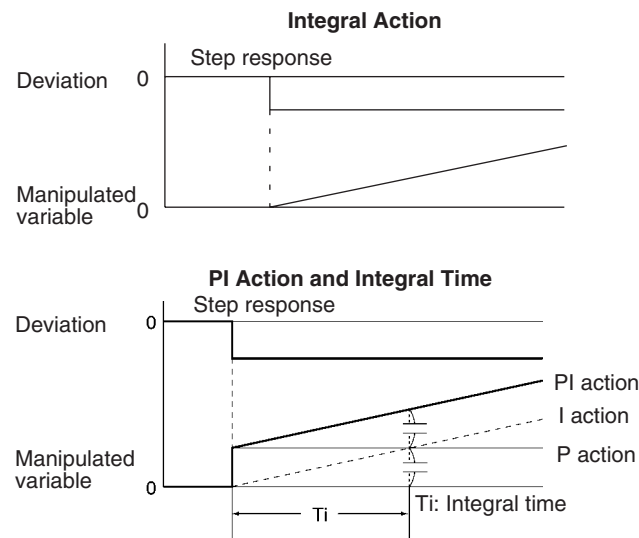 Integral Action
Step response
Deviation 0
Manipulated
variable 0
PI Action and Integral Time
Step response
Deviation 0
PI action
I action
P action
Manipulated
variable 0
Ti
Ti: Integral time